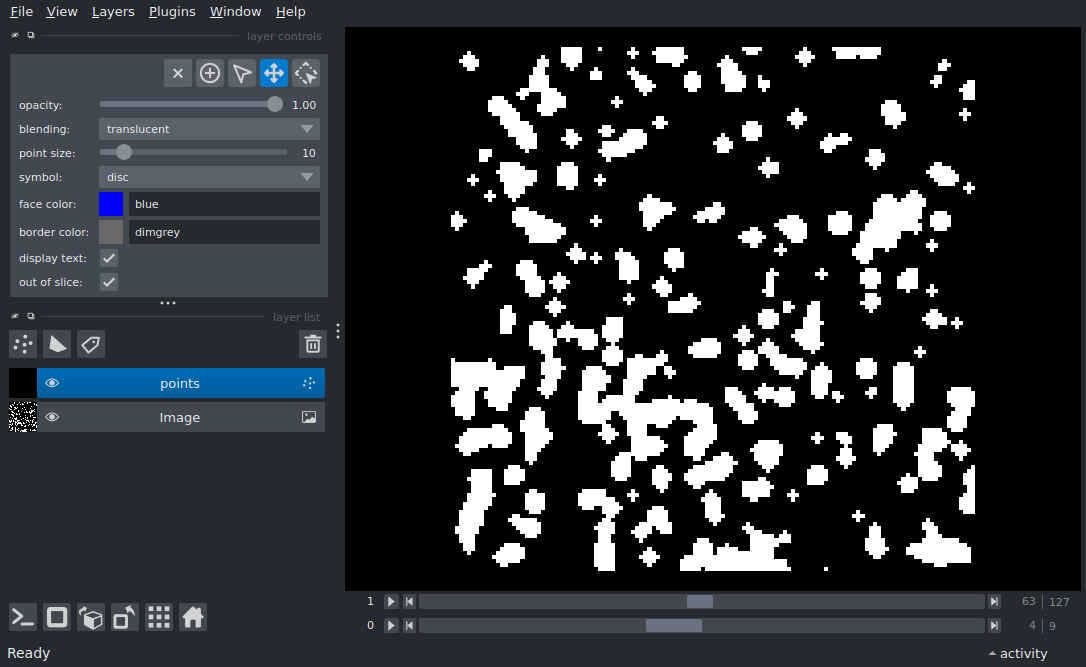 File View Layers Plugins Window Help
layer controls
opacity: 1.00
blending: translucent
point size: 10
symbol: disc
face color: blue
border color: dimgrey
display text:
out of slice:
layer list
points
Image
1 63 127
0 4 9
Ready activity